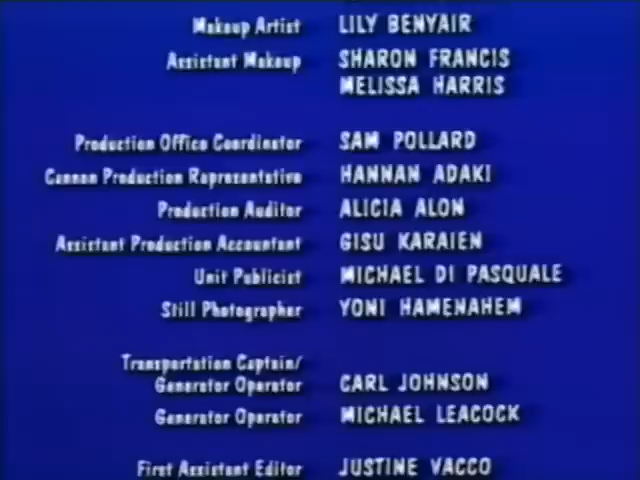 Makeup Artist LILY BENYAIR
Assistant Makeup SHARON FRANCIS
MELISSA HARRIS
Production Office Coordinator SAM POLLARD
Cannon Production Representative HANNAN ADAKI
Production Auditor ALICIA ALON
Assistant Production Accountant GISU KARAIEN
Unit Publicist MICHAEL DI PASQUALE
Still Photographer YONI HAMENAHEM
Transportation Captain/
Generator Operator CARL JOHNSON
Generator Operator MICHAEL LEACOCK
First Assistant Editor JUSTINE VACCO